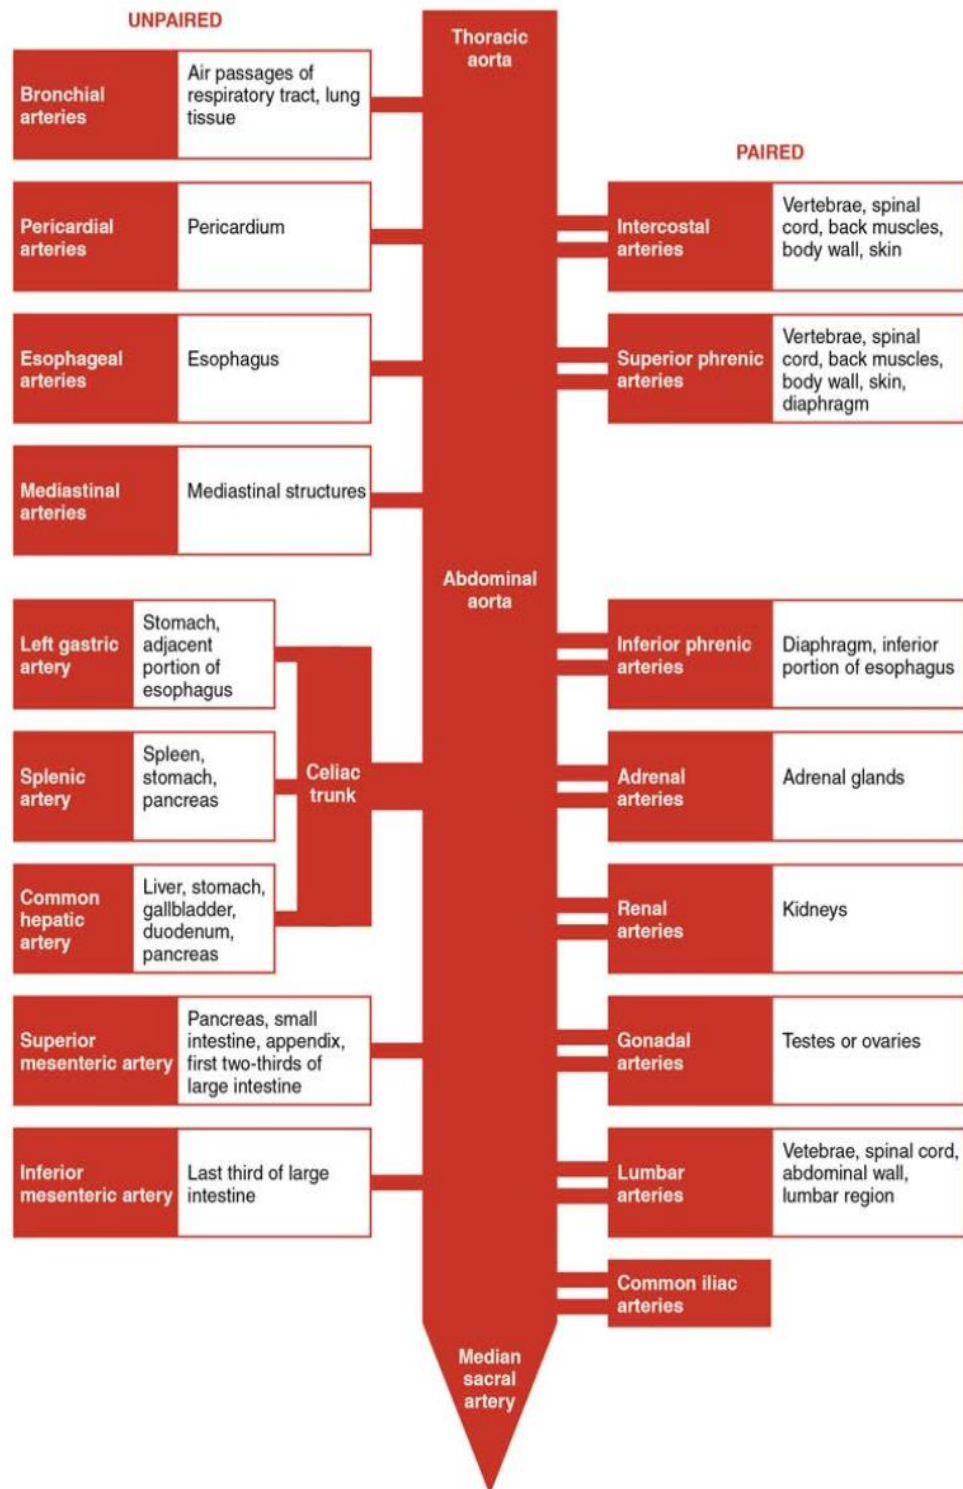 UNPAIRED
Thoracic
aorta
Bronchial
arteries
Air passages of
respiratory tract, lung
tissue
PAIRED
Pericardial
arteries
Pericardium
Intercostal
arteries
Vertebrae, spinal
cord, back muscles,
body wall, skin
Esophageal
arteries
Esophagus
Superior phrenic
arteries
Vertebrae, spinal
cord, back muscles,
body wall, skin,
diaphragm
Mediastinal
arteries
Mediastinal structures
Abdominal
aorta
Left gastric
artery
Stomach,
adjacent
portion of
esophagus
Inferior phrenic
arteries
Diaphragm, inferior
portion of esophagus
Splenic
artery
Spleen,
stomach,
pancreas
Celiac
trunk
Adrenal
arteries
Adrenal glands
Common
hepatic
artery
Liver, stomach,
gallbladder,
duodenum,
pancreas
Renal
arteries
Kidneys
Superior
mesenteric artery
Pancreas, small
intestine, appendix,
first two-thirds of
large intestine
Gonadal
arteries
Testes or ovaries
Inferior
mesenteric artery
Last third of large
intestine
Lumbar
arteries
Vetebrae, spinal cord,
abdominal wall,
lumbar region
Common iliac
arteries
Median
sacral
artery